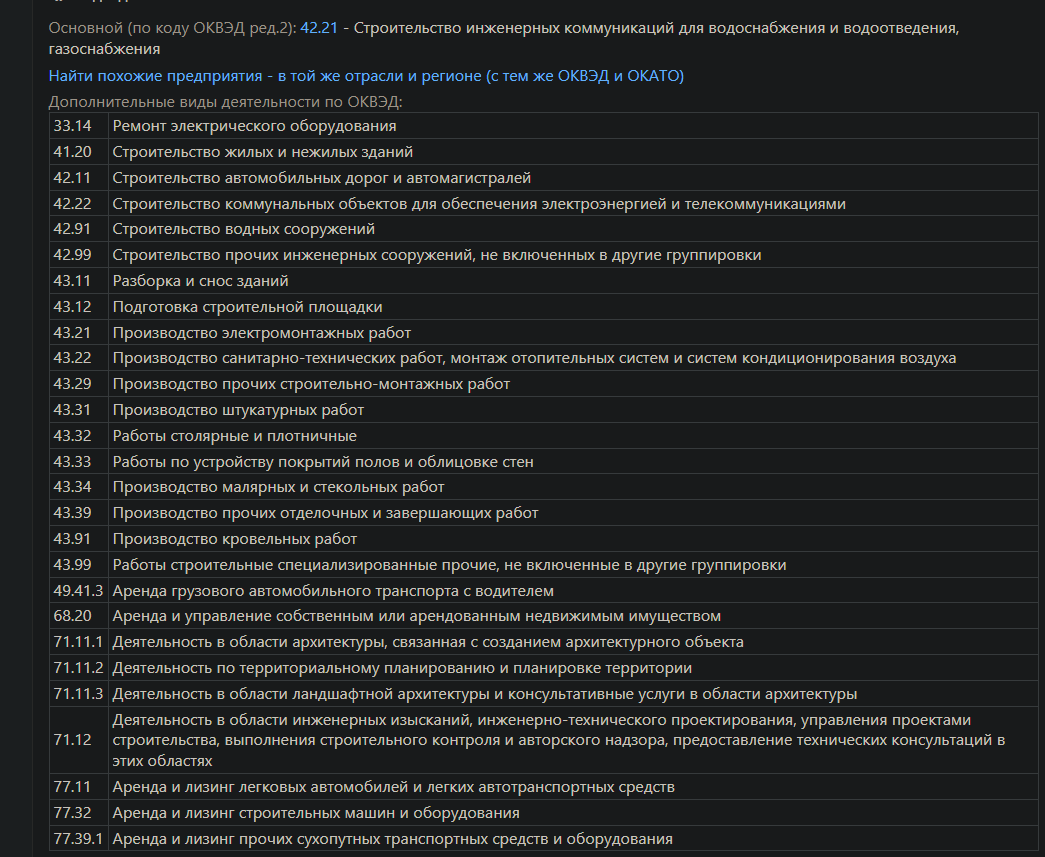 Основной (по коду ОКВЭД ред.2): 42.21 - Строительство инженерных коммуникаций для водоснабжения и водоотведения,
газоснабжения
Найти похожие предприятия - в той же отрасли и регионе (с тем же ОКВЭД и ОКАТО)
Дополнительные виды деятельности по ОКВЭД:
33.14 Ремонт электрического оборудования
41.20 Строительство жилых и нежилых зданий
42.11 Строительство автомобильных дорог и автомагистралей
42.22 Строительство коммунальных объектов для обеспечения электроэнергией и телекоммуникациями
42.91 Строительство водных сооружений
42.99 Строительство прочих инженерных сооружений, не включенных в другие группировки
43.11 Разборка и снос зданий
43.12 Подготовка строительной площадки
43.21 Производство электромонтажных работ
43.22 Производство санитарно-технических работ, монтаж отопительных систем и систем кондиционирования воздуха
43.29 Производство прочих строительно-монтажных работ
43.31 Производство штукатурных работ
43.32 Работы столярные и плотничные
43.33 Работы по устройству покрытий полов и облицовке стен
43.34 Производство малярных и стекольных работ
43.39 Производство прочих отделочных и завершающих работ
43.91 Производство кровельных работ
43.99 Работы строительные специализированные прочие, не включенные в другие группировки
49.41.3 Аренда грузового автомобильного транспорта с водителем
68.20 Аренда и управление собственным или арендованным недвижимым имуществом
71.11.1 Деятельность в области архитектуры, связанная с созданием архитектурного объекта
71.11.2 Деятельность по территориальному планированию и планировке территории
71.11.3 Деятельность в области ландшафтной архитектуры и консультативные услуги в области архитектуры
71.12 Деятельность в области инженерных изысканий, инженерно-технического проектирования, управления проектами
строительства, выполнения строительного контроля и авторского надзора, предоставление технических консультаций в
этих областях
77.11 Аренда и лизинг легковых автомобилей и легких автотранспортных средств
77.32 Аренда и лизинг строительных машин и оборудования
77.39.1 Аренда и лизинг прочих сухопутных транспортных средств и оборудования